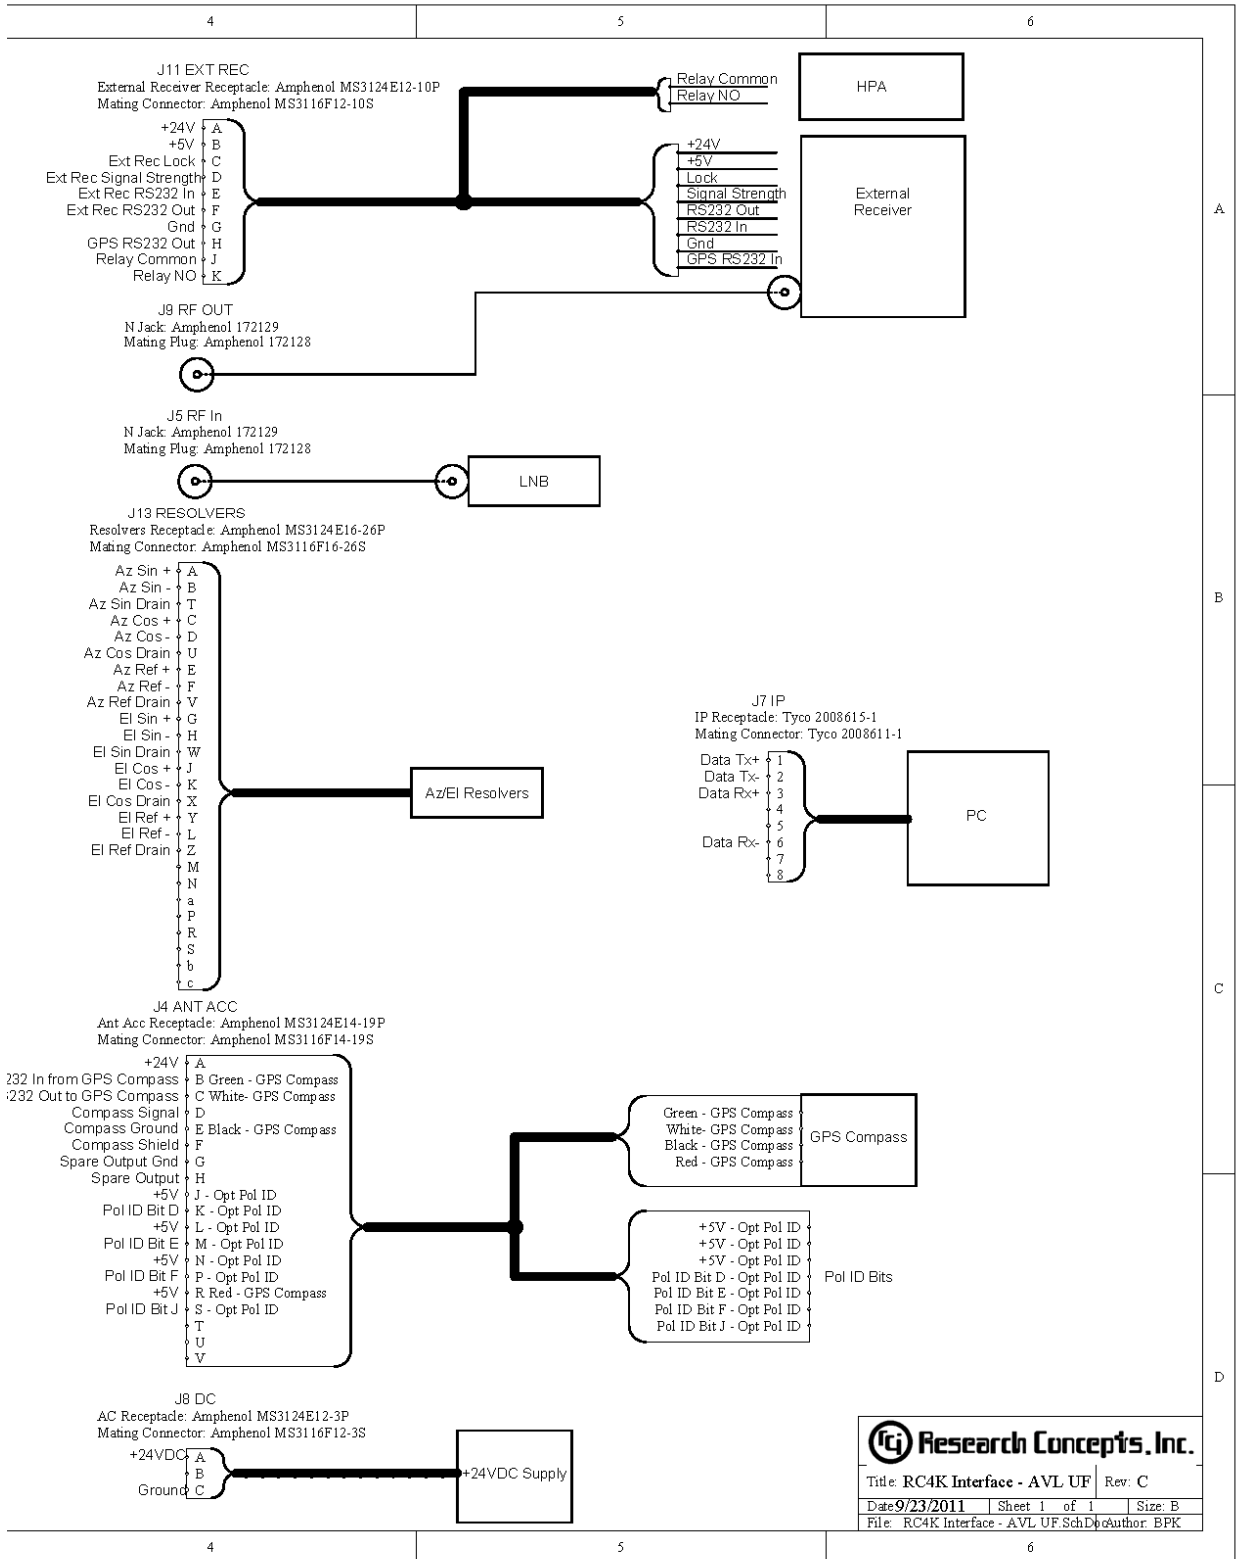 4 5 6
J11 EXT REC
External Receiver Receptacle: Amphenol MS3124E12-10P
Mating Connector: Amphenol MS3116F12-10S
+24V A
+5V B
Ext Rec Lock C
Ext Rec Signal Strength D
Ext Rec RS232 In E
Ext Rec RS232 Out F
Gnd G
GPS RS232 Out H
Relay Common J
Relay NO K
Relay Common
Relay NO
HPA
+24V
+5V
Lock
Signal Strength
RS232 Out
RS232 In
Gnd
GPS RS232 In
External
Receiver
A
J9 RF OUT
N Jack: Amphenol 172129
Mating Plug: Amphenol 172128
J5 RF In
N Jack: Amphenol 172129
Mating Plug: Amphenol 172128
LNB
J13 RESOLVERS
Resolvers Receptacle: Amphenol MS3124E16-26P
Mating Connector: Amphenol MS3116F16-26S
Az Sin + A
Az Sin - B
Az Sin Drain T
Az Cos + C
Az Cos - D
Az Cos Drain U
Az Ref + E
Az Ref - F
Az Ref Drain V
El Sin + G
El Sin - H
El Sin Drain W
El Cos + J
El Cos - K
El Cos Drain X
El Ref + Y
El Ref - L
El Ref Drain Z
M
N
a
P
R
S
b
c
Az/El Resolvers
B
J7 IP
IP Receptacle: Tyco 2008615-1
Mating Connector: Tyco 2008611-1
Data Tx+ 1
Data Tx- 2
Data Rx+ 3
4
5
Data Rx- 6
7
8
PC
C
J4 ANT ACC
Ant Acc Receptacle: Amphenol MS3124E14-19P
Mating Connector: Amphenol MS3116F14-19S
+24V A
232 In from GPS Compass B Green - GPS Compass
232 Out to GPS Compass C White- GPS Compass
Compass Signal D
Compass Ground E Black - GPS Compass
Compass Shield F
Spare Output Gnd G
Spare Output H
+5V J - Opt Pol ID
Pol ID Bit D K - Opt Pol ID
+5V L - Opt Pol ID
Pol ID Bit E M - Opt Pol ID
+5V N - Opt Pol ID
Pol ID Bit F P - Opt Pol ID
+5V R Red - GPS Compass
Pol ID Bit J S - Opt Pol ID
T
U
V
Green - GPS Compass
White- GPS Compass
Black - GPS Compass
Red - GPS Compass
GPS Compass
+5V - Opt Pol ID
+5V - Opt Pol ID
+5V - Opt Pol ID
Pol ID Bit D - Opt Pol ID
Pol ID Bit E - Opt Pol ID
Pol ID Bit F - Opt Pol ID
Pol ID Bit J - Opt Pol ID
Pol ID Bits
D
J8 DC
AC Receptacle: Amphenol MS3124E12-3P
Mating Connector: Amphenol MS3116F12-3S
+24VDC A
B
Ground C
+24VDC Supply
rci Research Concepts, Inc.
Title: RC4K Interface - AVL UF Rev: C
Date: 9/23/2011 Sheet 1 of 1 Size: B
File: RC4K Interface - AVL UF.SchDoc Author: BPK
4 5 6